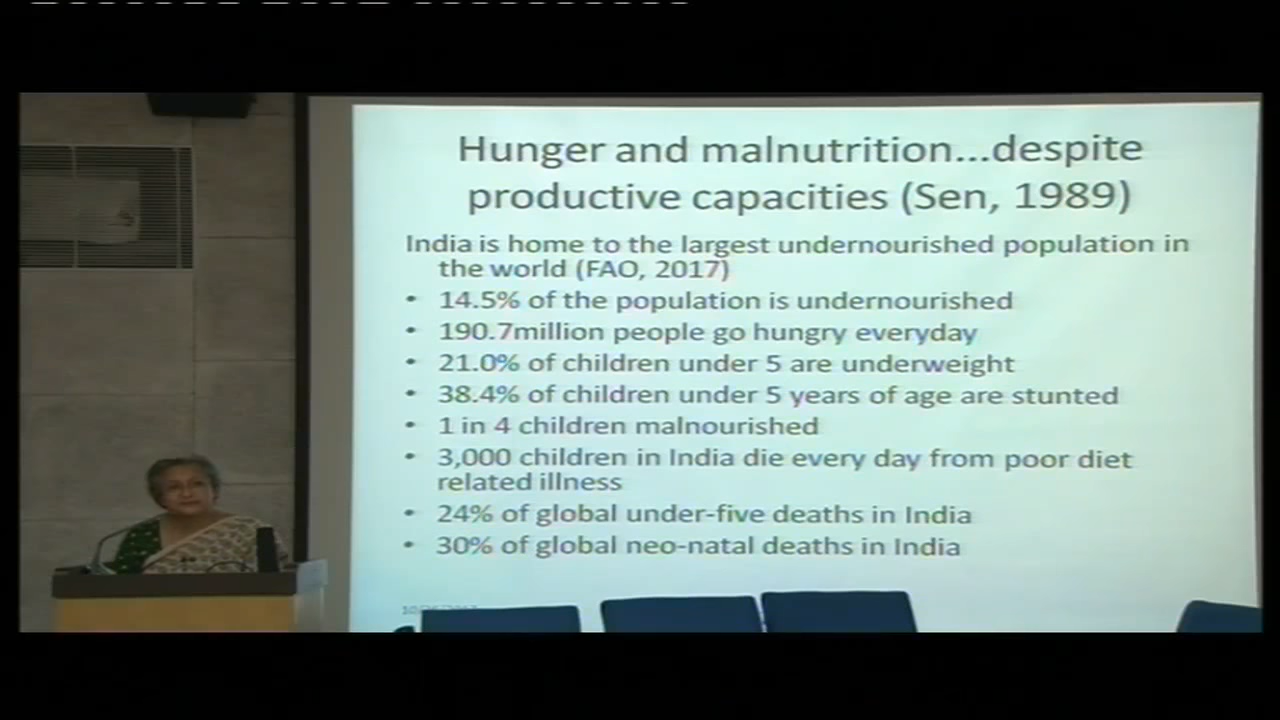 Hunger and malnutrition...despite
productive capacities (Sen, 1989)
India is home to the largest undernourished population in
the world (FAO, 2017)
• 14.5% of the population is undernourished
• 190.7million people go hungry everyday
• 21.0% of children under 5 are underweight
• 38.4% of children under 5 years of age are stunted
• 1 in 4 children malnourished
• 3,000 children in India die every day from poor diet
related illness
• 24% of global under-five deaths in India
• 30% of global neo-natal deaths in India